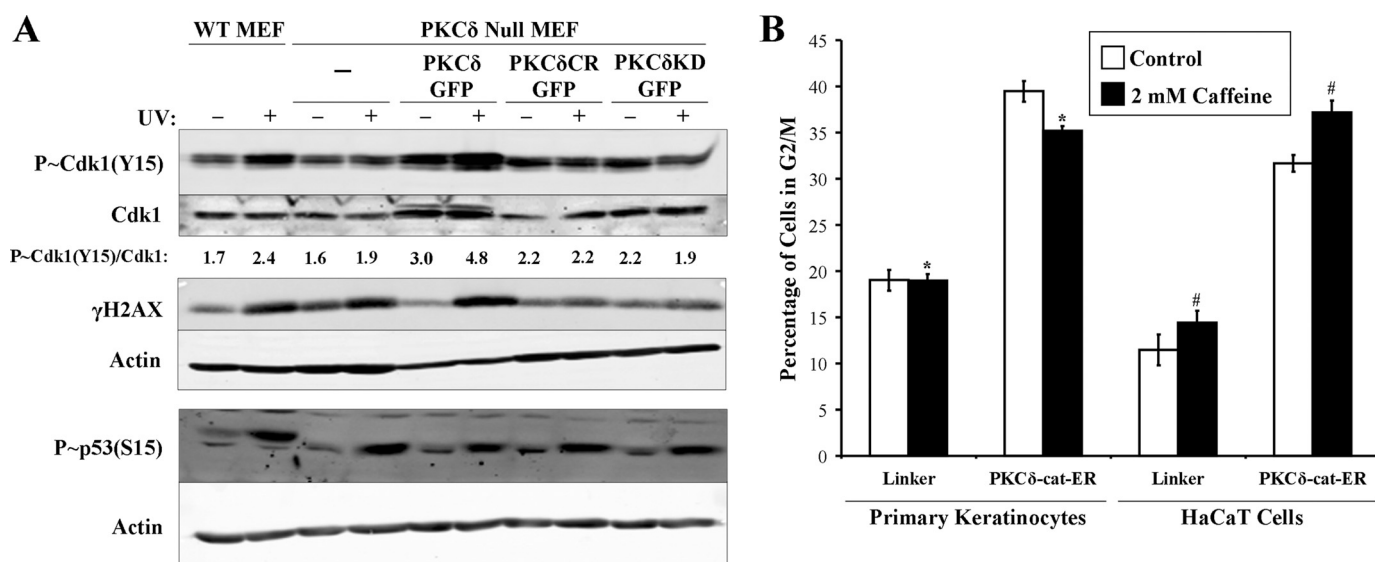 A
WT MEF PKCδ Null MEF
– PKCδ GFP PKCδCR GFP PKCδKD GFP
UV: – + – + – + – + – +
P~Cdk1(Y15)
Cdk1
P~Cdk1(Y15)/Cdk1: 1.7 2.4 1.6 1.9 3.0 4.8 2.2 2.2 2.2 1.9
γH2AX
Actin
P~p53(S15)
Actin
B
Control
2 mM Caffeine
Percentage of Cells in G2/M
45
40
35
30
25
20
15
10
5
0
* * # #
Linker PKCδ-cat-ER Linker PKCδ-cat-ER
Primary Keratinocytes HaCaT Cells